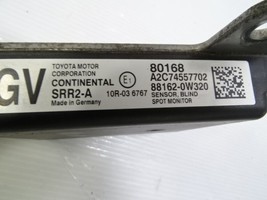 GV
TOYOTA MOTOR
CORPORATION
CONTINENTAL
SRR2-A
Made in Germany
E1
10R-03 6767
80168
A2C74557702
88162-0W320
SENSOR, BLIND
SPOT MONITOR